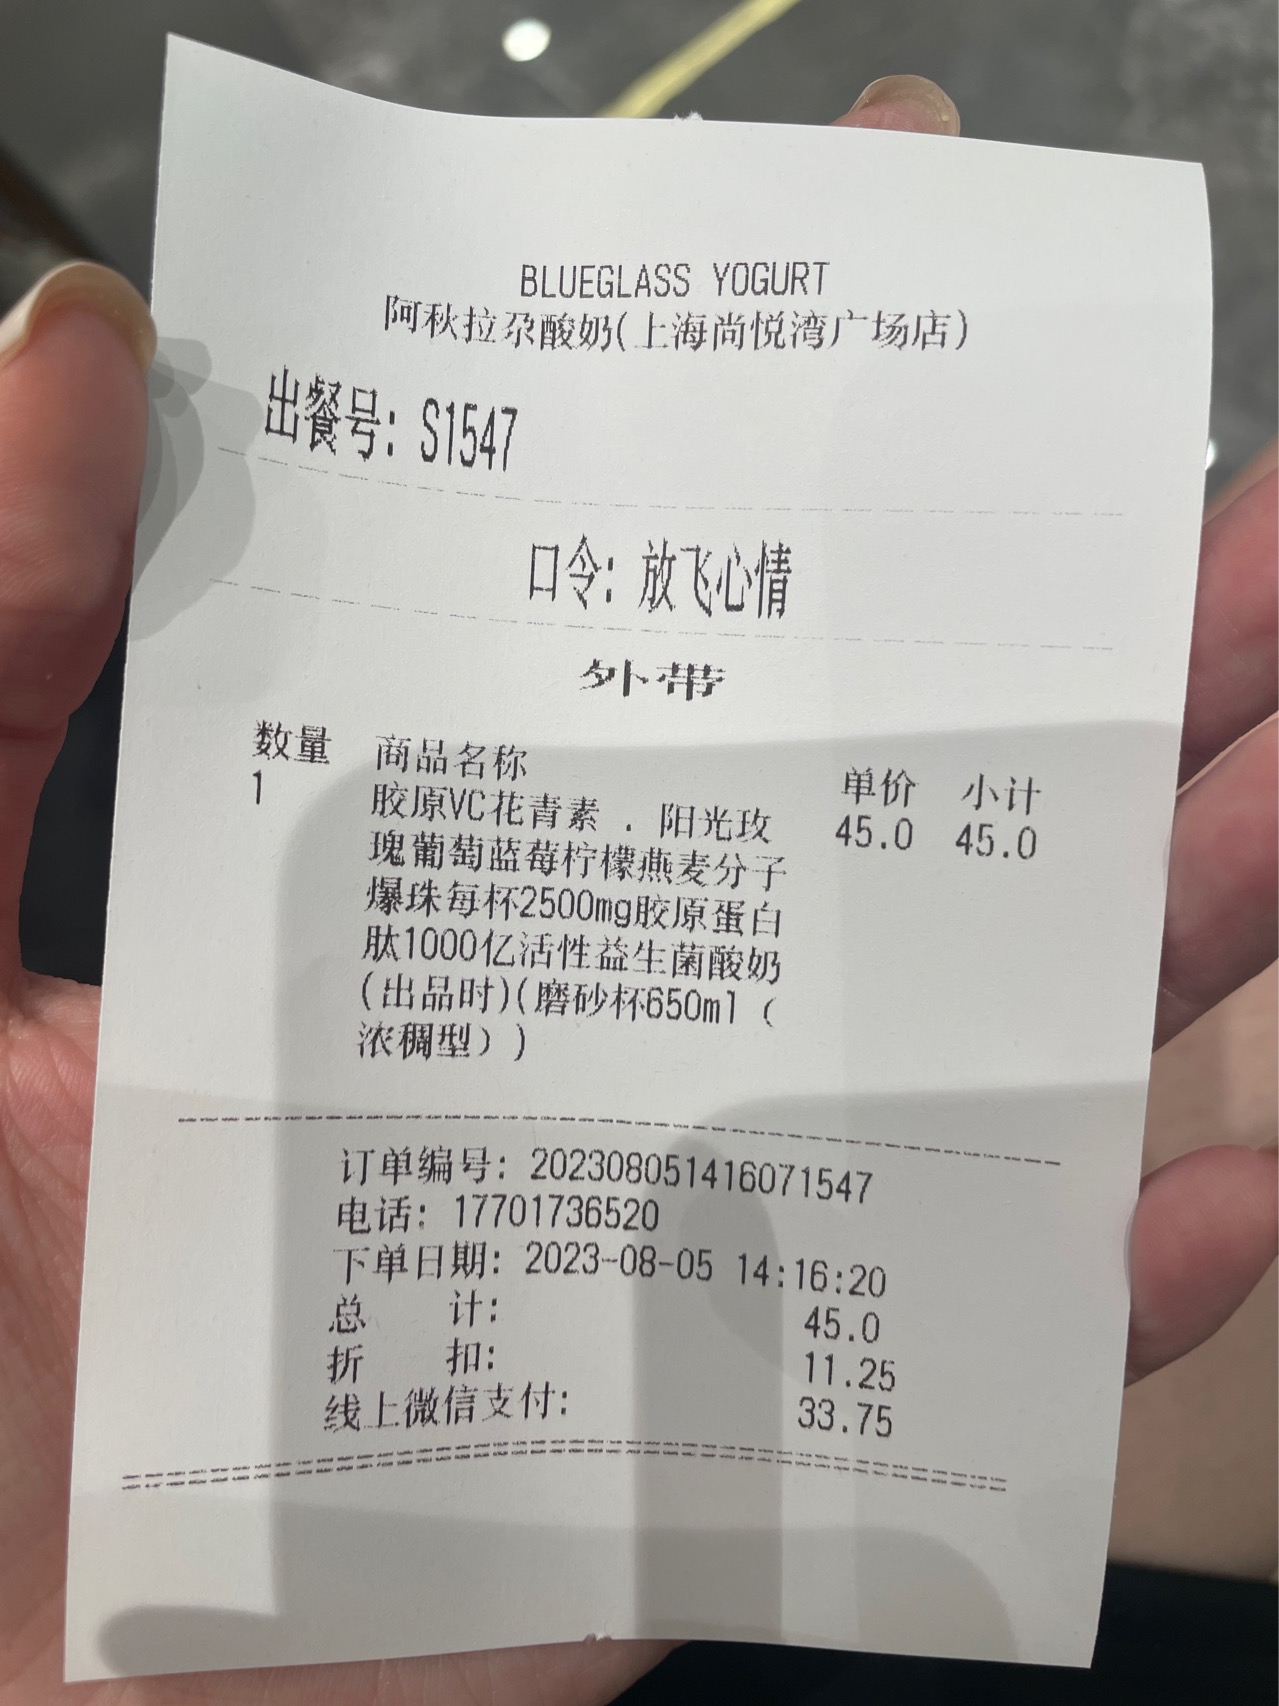 BLUEGLASS YOGURT
阿秋拉尕酸奶(上海尚悦湾广场店)
出餐号: S1547
口令: 放飞心情
外带
数量 商品名称 单价 小计
1 胶原VC花青素 . 阳光玫 45.0 45.0
瑰葡萄蓝莓柠檬燕麦分子
爆珠每杯2500mg胶原蛋白
肽1000亿活性益生菌酸奶
(出品时)(磨砂杯650ml（
浓稠型）)
订单编号: 202308051416071547
电话: 17701736520
下单日期: 2023-08-05 14:16:20
总 计: 45.0
折 扣: 11.25
线上微信支付: 33.75